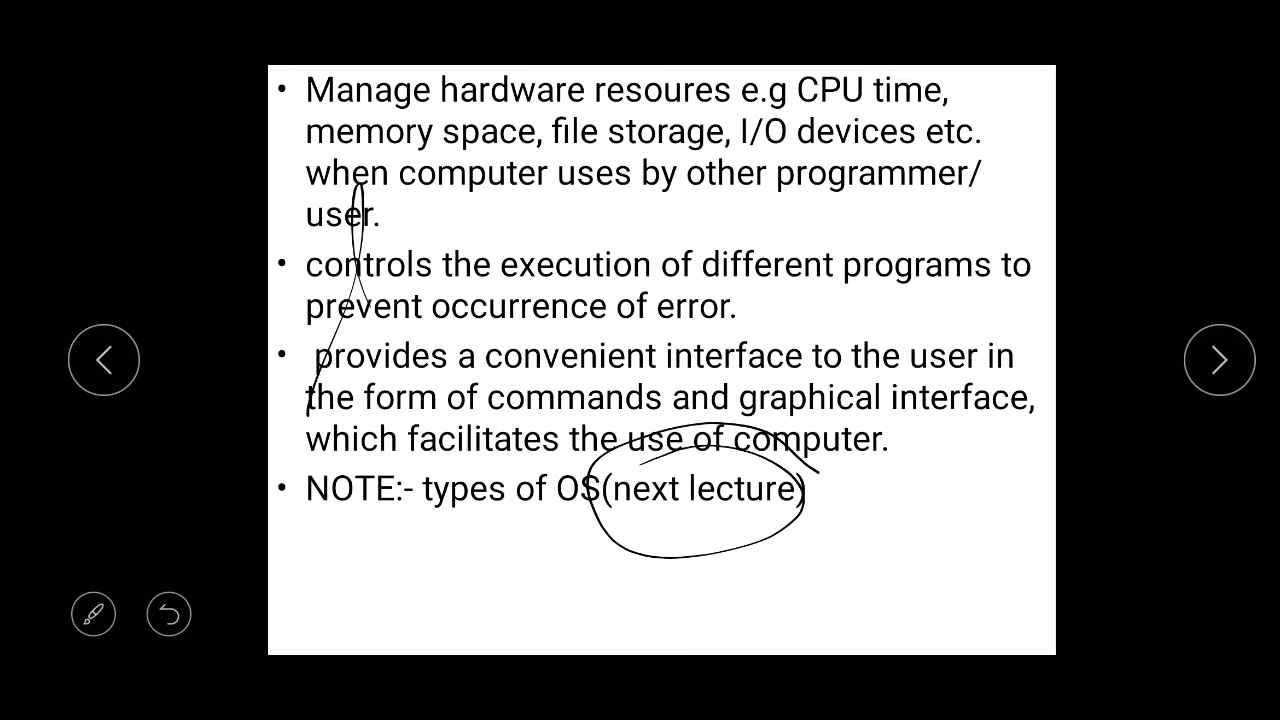 • Manage hardware resoures e.g CPU time,
memory space, file storage, I/O devices etc.
when computer uses by other programmer/
user.
• controls the execution of different programs to
prevent occurrence of error.
• provides a convenient interface to the user in
the form of commands and graphical interface,
which facilitates the use of computer.
• NOTE:- types of OS(next lecture)